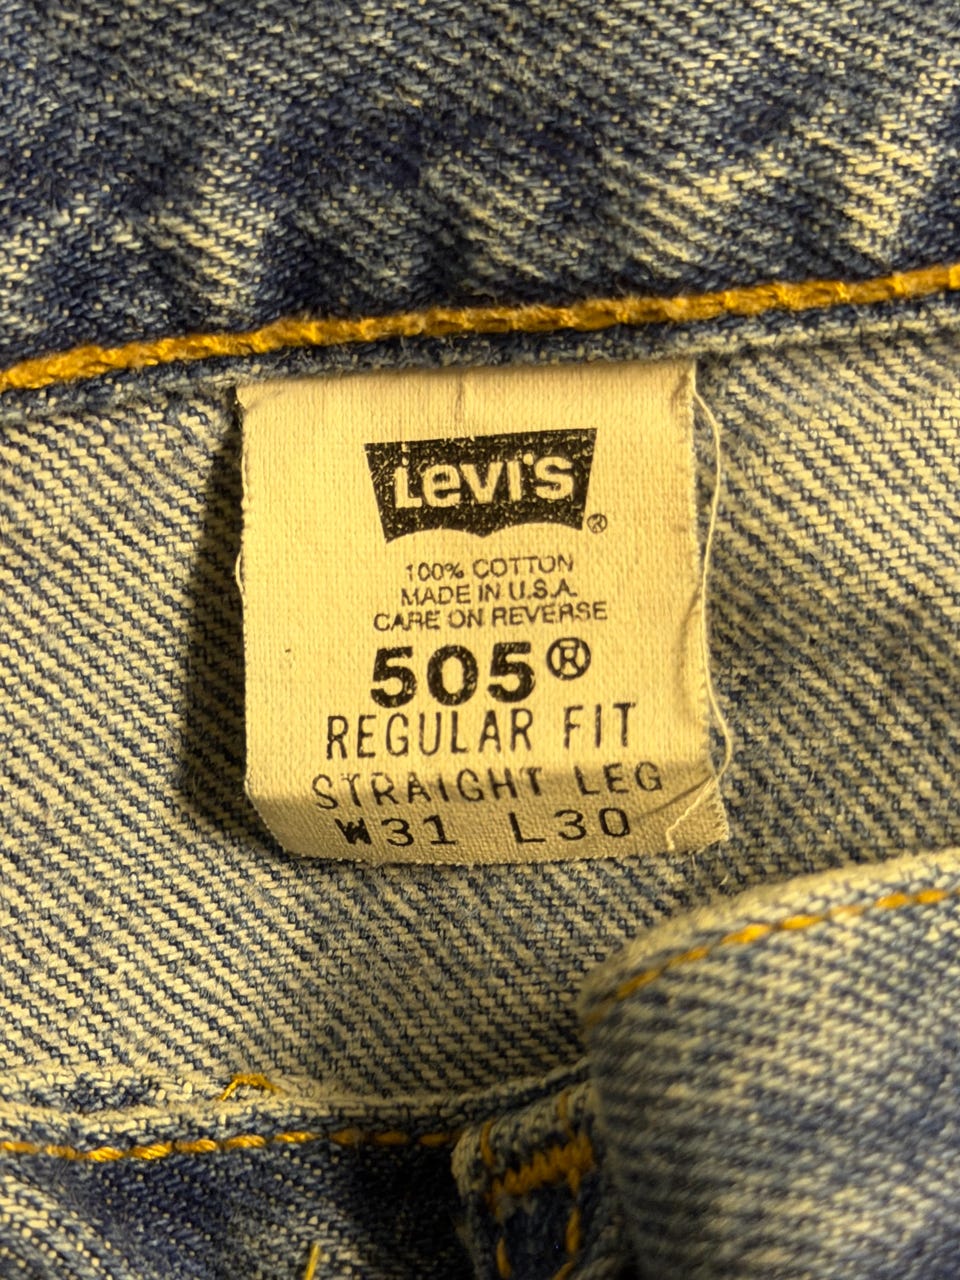 Levi's®
100% COTTON
MADE IN U.S.A.
CARE ON REVERSE
505®
REGULAR FIT
STRAIGHT LEG
W31 L30